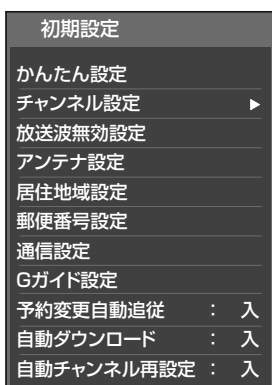 初期設定
かんたん設定
チャンネル設定
放送波無効設定
アンテナ設定
居住地域設定
郵便番号設定
通信設定
Gガイド設定
予約変更自動追従 : 入
自動ダウンロード : 入
自動チャンネル再設定 : 入